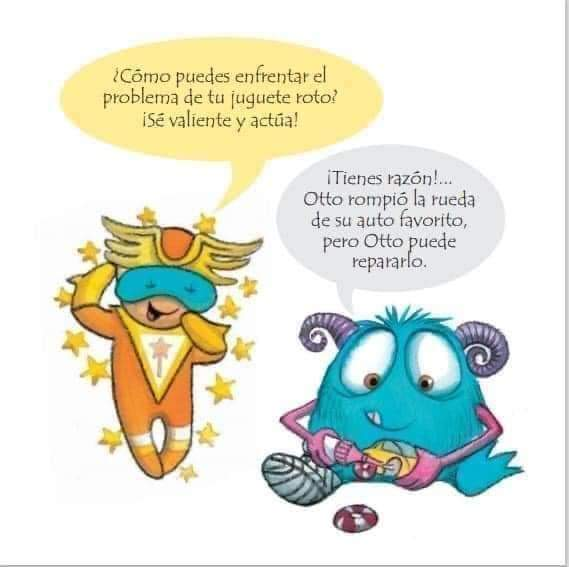 ¿Cómo puedes enfrentar el
problema de tu juguete roto?
¡Sé valiente y actúa!
¡Tienes razón!...
Otto rompió la rueda
de su auto favorito,
pero Otto puede
repararlo.